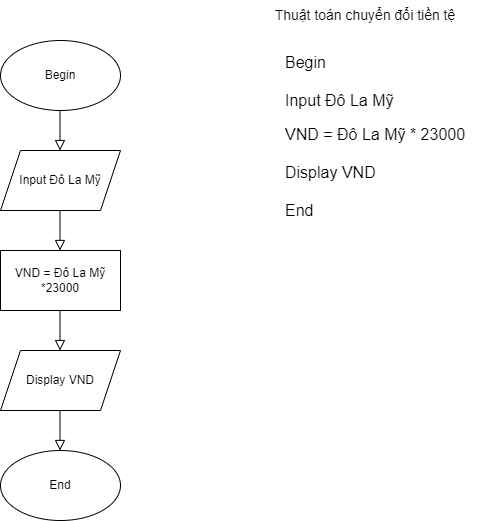 Thuật toán chuyển đổi tiền tệ
Begin
Input Đô La Mỹ
VND = Đô La Mỹ
*23000
Display VND
End
Begin
Input Đô La Mỹ
VND = Đô La Mỹ * 23000
Display VND
End